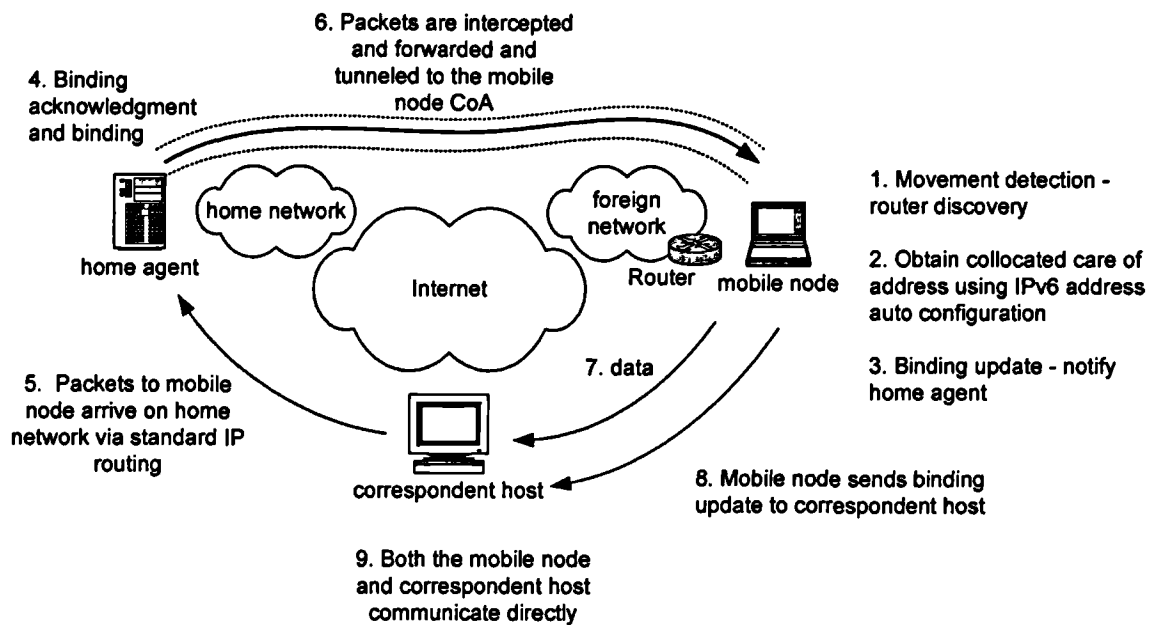 6. Packets are intercepted
and forwarded and
tunneled to the mobile
node CoA
4. Binding
acknowledgment
and binding
home network
foreign
network
home agent
Internet
Router
mobile node
1. Movement detection -
router discovery
2. Obtain collocated care of
address using IPv6 address
auto configuration
3. Binding update - notify
home agent
7. data
5. Packets to mobile
node arrive on home
network via standard IP
routing
correspondent host
8. Mobile node sends binding
update to correspondent host
9. Both the mobile node
and correspondent host
communicate directly